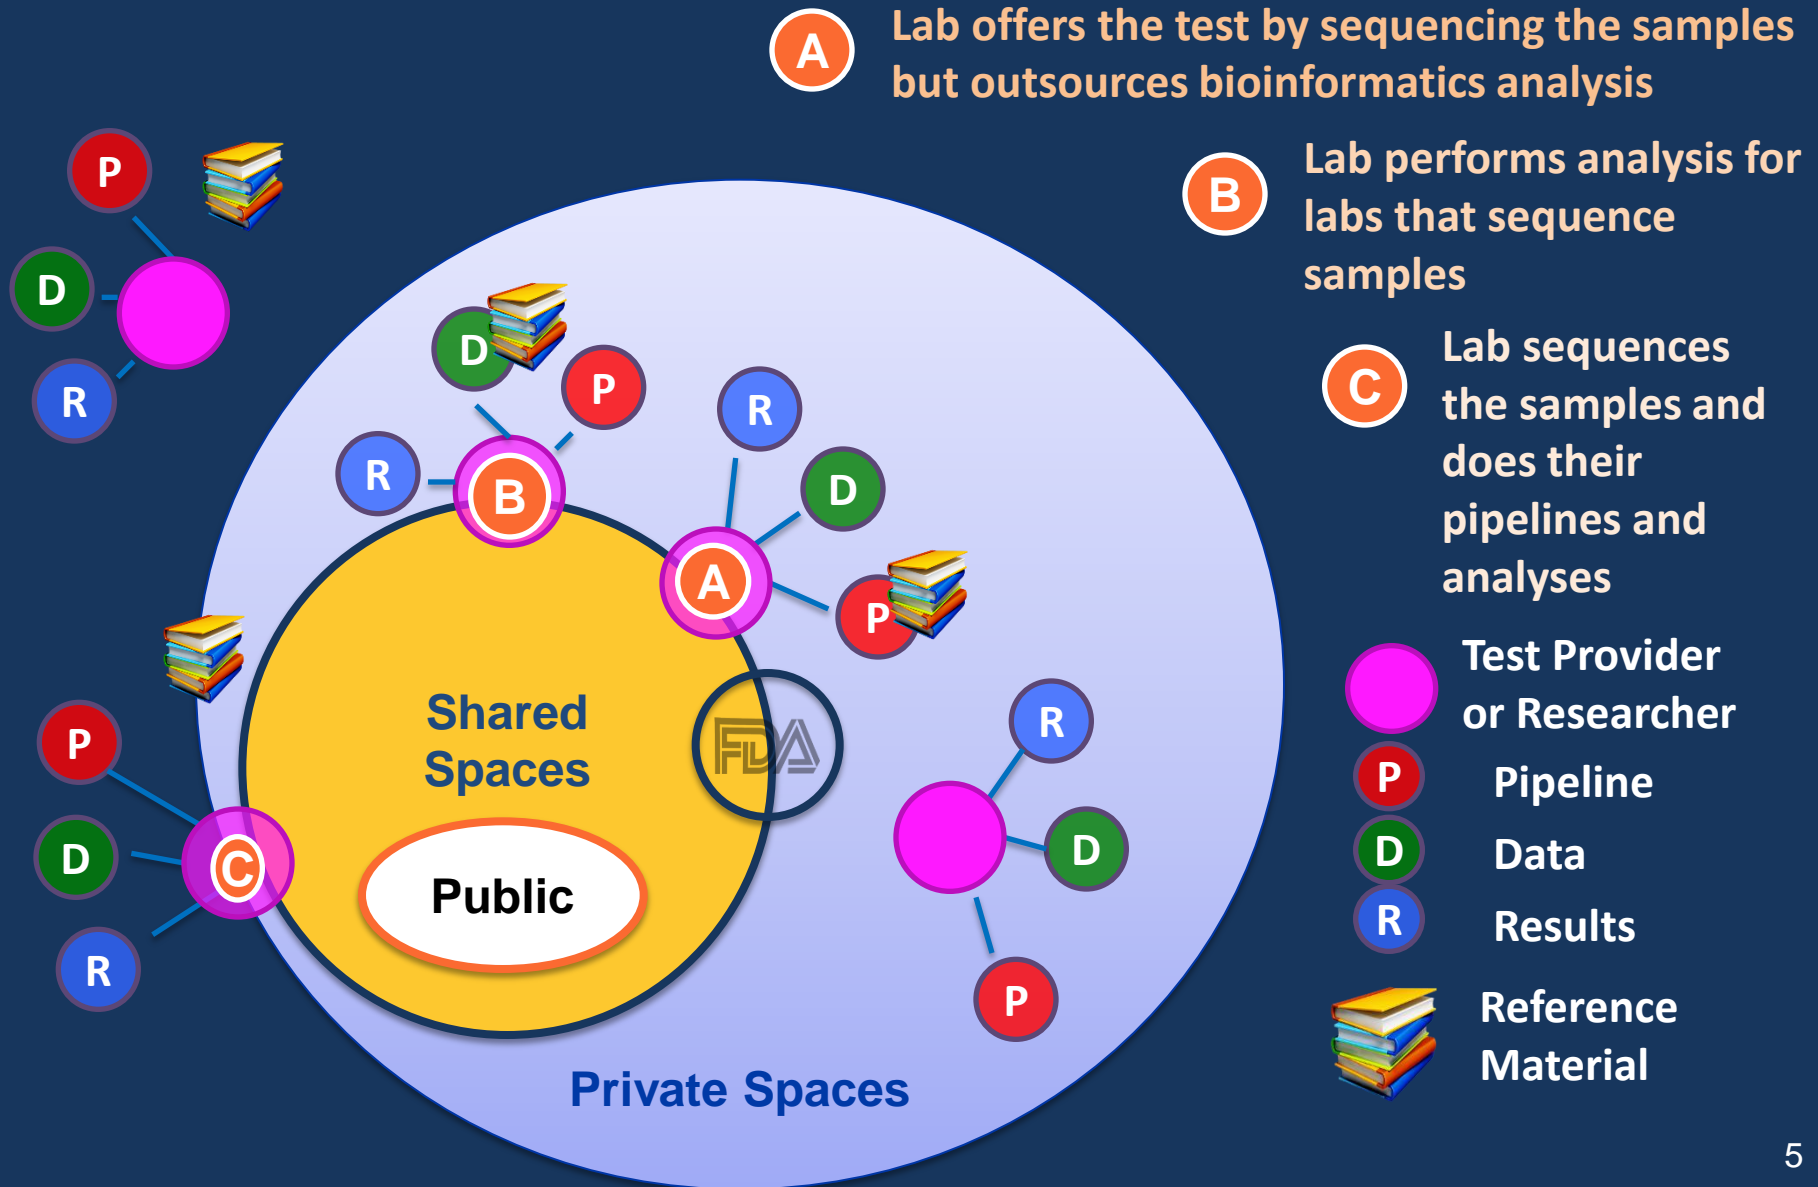 A
Lab offers the test by sequencing the samples
but outsources bioinformatics analysis
B
Lab performs analysis for
labs that sequence
samples
C
Lab sequences
the samples and
does their
pipelines and
analyses
Test Provider
or Researcher
P
Pipeline
D
Data
R
Results
Reference
Material
P
D
R
D
P
R
B
R
D
A
P
Shared
Spaces
FDA
Public
P
D
C
R
R
D
P
Private Spaces
5